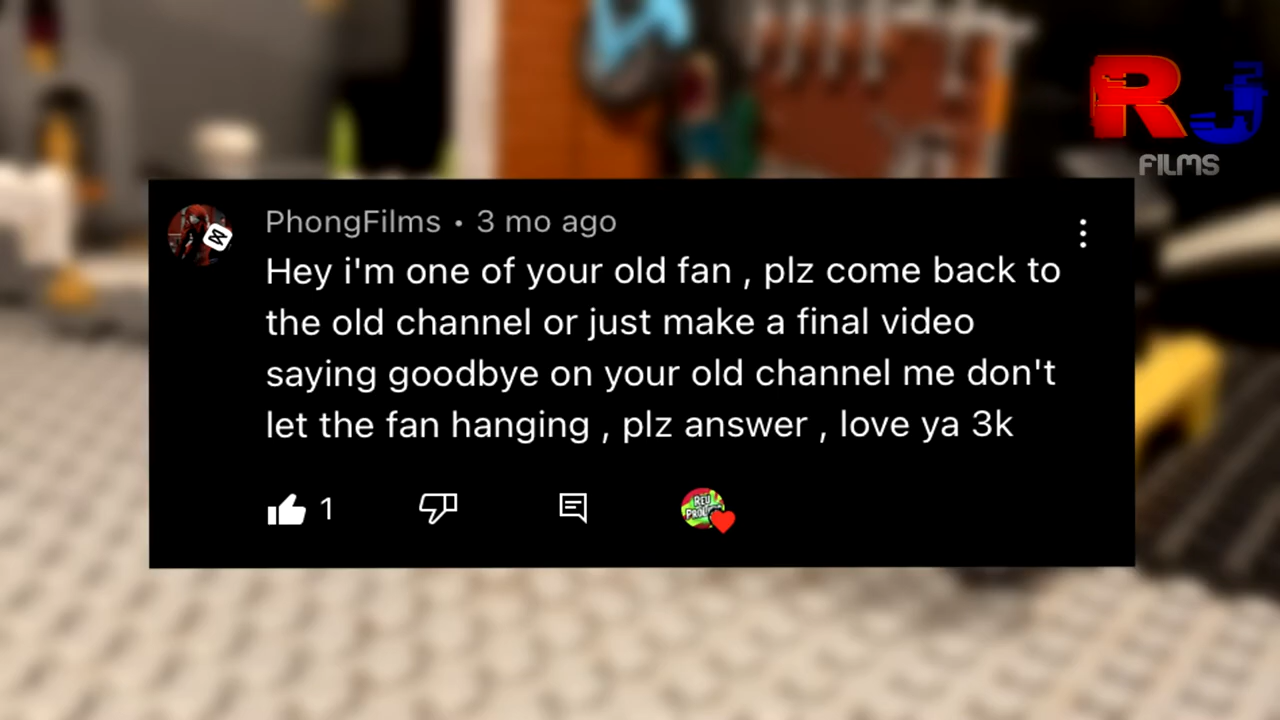 RJ
FILMS
PhongFilms • 3 mo ago
Hey i'm one of your old fan , plz come back to
the old channel or just make a final video
saying goodbye on your old channel me don't
let the fan hanging , plz answer , love ya 3k
1